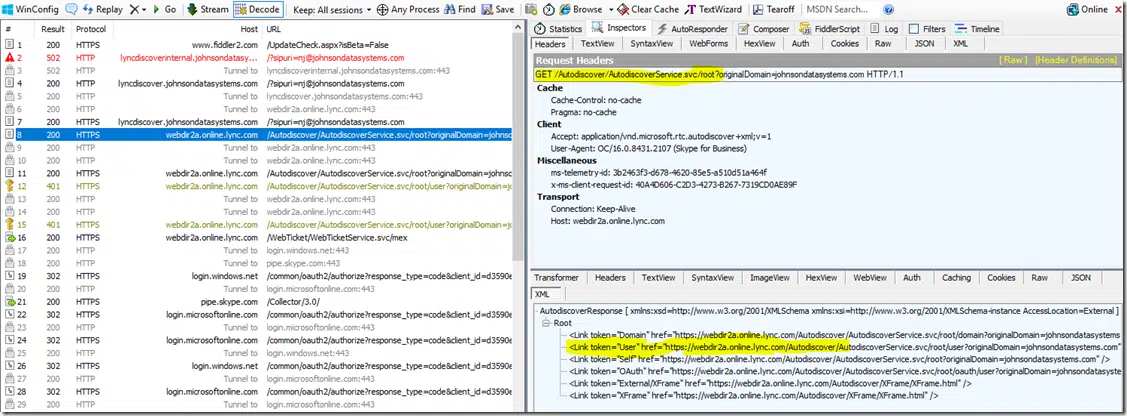 WinConfig Replay Go Stream Decode Keep: All sessions Any Process Find Save Browse Clear Cache TextWizard Tearoff MSDN Search... Online
Statistics Inspectors AutoResponder Composer FiddlerScript Log Filters Timeline
# Result Protocol Host URL
Headers TextView SyntaxView WebForms HexView Auth Cookies Raw JSON XML
1 200 HTTPS www.fiddler2.com /UpdateCheck.aspx?isBeta=False
2 502 HTTP lyncdiscoverinternal.johnsondatasy... /?sipuri=nj@johnsondatasystems.com
3 502 HTTP Tunnel to lyncdiscoverinternal.johnsondatasystems.com:443
4 200 HTTPS lyncdiscover.johnsondatasystems.com /?sipuri=nj@johnsondatasystems.com
5 200 HTTP Tunnel to lyncdiscover.johnsondatasystems.com:443
6 200 HTTP Tunnel to webdir2a.online.lync.com:443
7 200 HTTPS lyncdiscover.johnsondatasystems.com /?sipuri=nj@johnsondatasystems.com
8 200 HTTPS webdir2a.online.lync.com /Autodiscover/AutodiscoverService.svc/root?originalDomain=johnsc
9 200 HTTP Tunnel to webdir2a.online.lync.com:443
10 200 HTTP Tunnel to webdir2a.online.lync.com:443
11 200 HTTPS webdir2a.online.lync.com /Autodiscover/AutodiscoverService.svc/root?originalDomain=johnsc
12 401 HTTPS webdir2a.online.lync.com /Autodiscover/AutodiscoverService.svc/root/user?originalDomain=jo
13 200 HTTP Tunnel to webdir2a.online.lync.com:443
14 200 HTTP Tunnel to webdir2a.online.lync.com:443
15 401 HTTPS webdir2a.online.lync.com /Autodiscover/AutodiscoverService.svc/root/user?originalDomain=jo
16 200 HTTPS webdir2a.online.lync.com /WebTicket/WebTicketService.svc/mex
17 200 HTTP Tunnel to login.windows.net:443
18 200 HTTP Tunnel to pipe.skype.com:443
19 302 HTTPS login.windows.net /common/oauth2/authorize?response_type=code&client_id=d3590e
20 200 HTTP Tunnel to login.microsoftonline.com:443
21 200 HTTPS pipe.skype.com /Collector/3.0/
22 302 HTTPS login.microsoftonline.com /common/oauth2/authorize?response_type=code&client_id=d3590e
23 200 HTTP Tunnel to login.microsoftonline.com:443
24 302 HTTPS login.microsoftonline.com /common/oauth2/authorize?response_type=code&client_id=d3590e
25 200 HTTP Tunnel to login.windows.net:443
26 302 HTTPS login.windows.net /common/oauth2/authorize?response_type=code&client_id=d3590e
27 200 HTTP Tunnel to login.microsoftonline.com:443
28 302 HTTPS login.microsoftonline.com /common/oauth2/authorize?response_type=code&client_id=d3590e
29 200 HTTP Tunnel to login.microsoftonline.com:443
Request Headers [ Raw ] [Header Definitions]
GET /Autodiscover/AutodiscoverService.svc/root?originalDomain=johnsondatasystems.com HTTP/1.1
Cache
Cache-Control: no-cache
Pragma: no-cache
Client
Accept: application/vnd.microsoft.rtc.autodiscover+xml;v=1
User-Agent: OC/16.0.8431.2107 (Skype for Business)
Miscellaneous
ms-telemetry-id: 3b2463f3-d678-4620-85e5-a510d51a464f
x-ms-client-request-id: 40A4D606-C2D3-4273-B267-7319CD0AE89F
Transport
Connection: Keep-Alive
Host: webdir2a.online.lync.com
Transformer Headers TextView SyntaxView ImageView HexView WebView Auth Caching Cookies Raw JSON
XML
AutodiscoverResponse [ xmlns:xsd=http://www.w3.org/2001/XMLSchema xmlns:xsi=http://www.w3.org/2001/XMLSchema-instance AccessLocation=External ]
Root
<Link token="Domain" href="https://webdir2a.online.lync.com/Autodiscover/AutodiscoverService.svc/root/domain?originalDomain=johnsondatasystems
<Link token="User" href="https://webdir2a.online.lync.com/Autodiscover/AutodiscoverService.svc/root/user?originalDomain=johnsondatasystems.com"
<Link token="Self" href="https://webdir2a.online.lync.com/Autodiscover/AutodiscoverService.svc/root?originalDomain=johnsondatasystems.com" />
<Link token="OAuth" href="https://webdir2a.online.lync.com/Autodiscover/AutodiscoverService.svc/root/oauth/user?originalDomain=johnsondataste
<Link token="External/XFrame" href="https://webdir2a.online.lync.com/Autodiscover/XFrame/XFrame.html" />
<Link token="XFrame" href="https://webdir2a.online.lync.com/Autodiscover/XFrame/XFrame.html" />